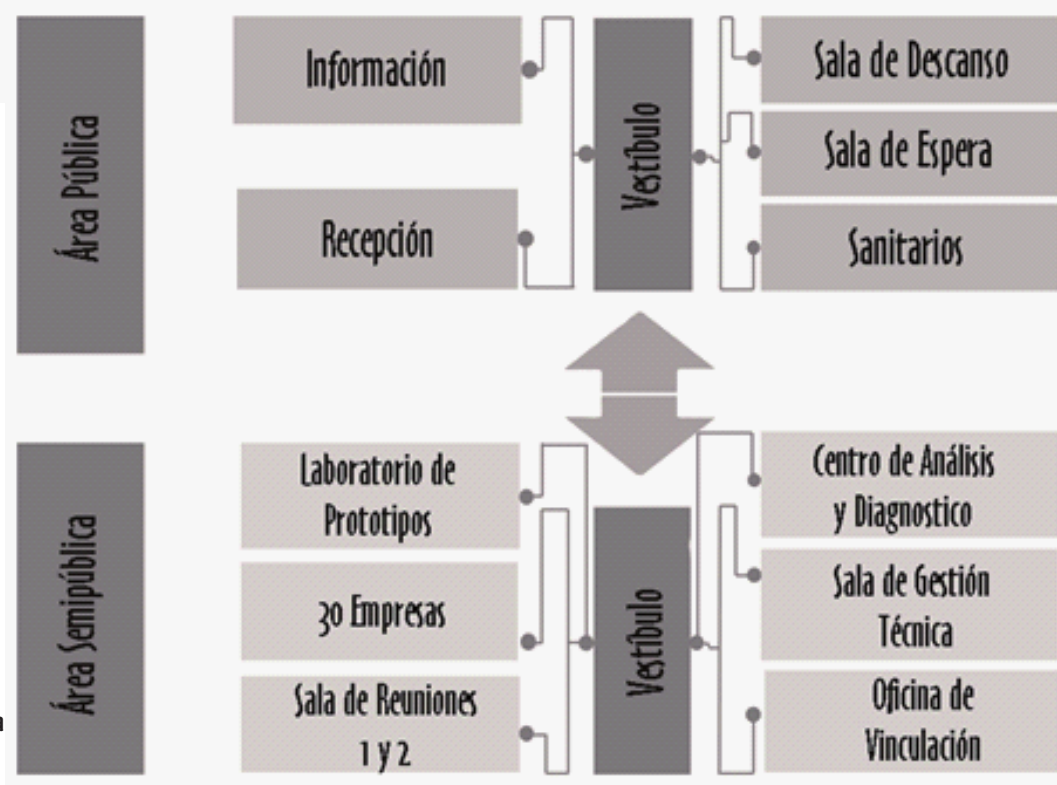 Área Pública
Información
Recepción
Vestíbulo
Sala de Descanso
Sala de Espera
Sanitarios
Área Semipública
Laboratorio de
Prototipos
30 Empresas
Sala de Reuniones
1 y 2
Vestíbulo
Centro de Análisis
y Diagnostico
Sala de Gestión
Técnica
Oficina de
Vinculación